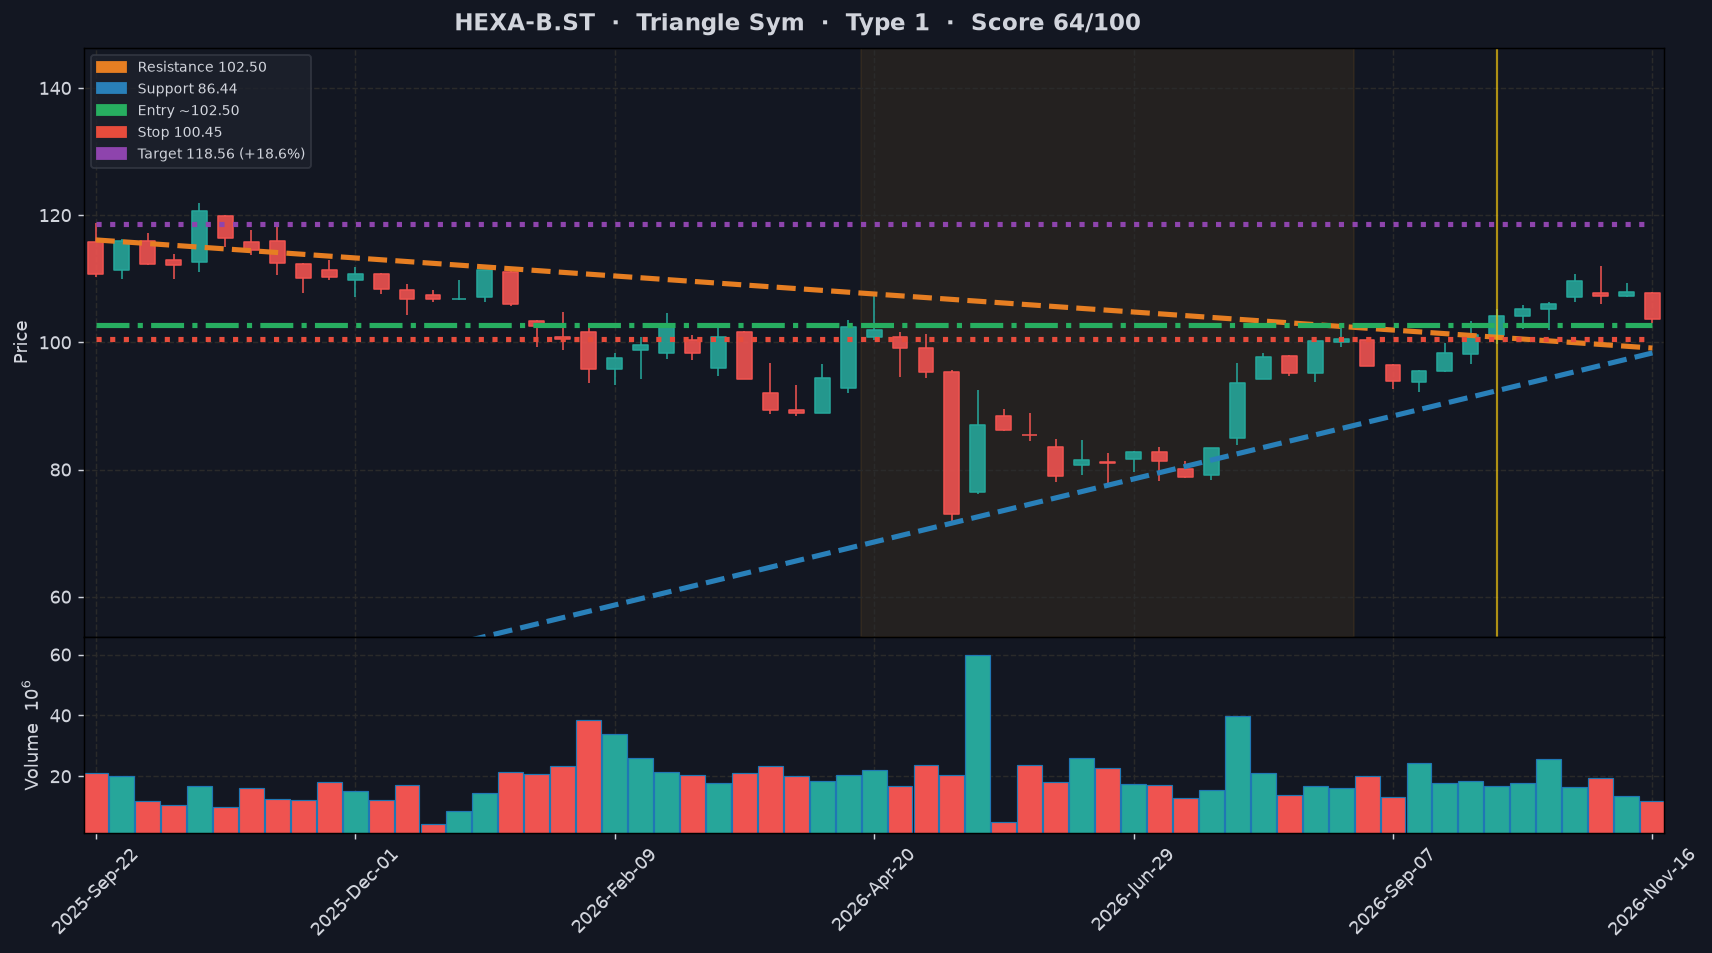 HEXA-B.ST · Triangle Sym · Type 1 · Score 64/100
Resistance 102.50
Support 86.44
Entry ~102.50
Stop 100.45
Target 118.56 (+18.6%)
140
120
100
80
60
Price
60
40
20
Volume 10⁶
2025-Sep-22
2025-Dec-01
2026-Feb-09
2026-Apr-20
2026-Jun-29
2026-Sep-07
2026-Nov-16